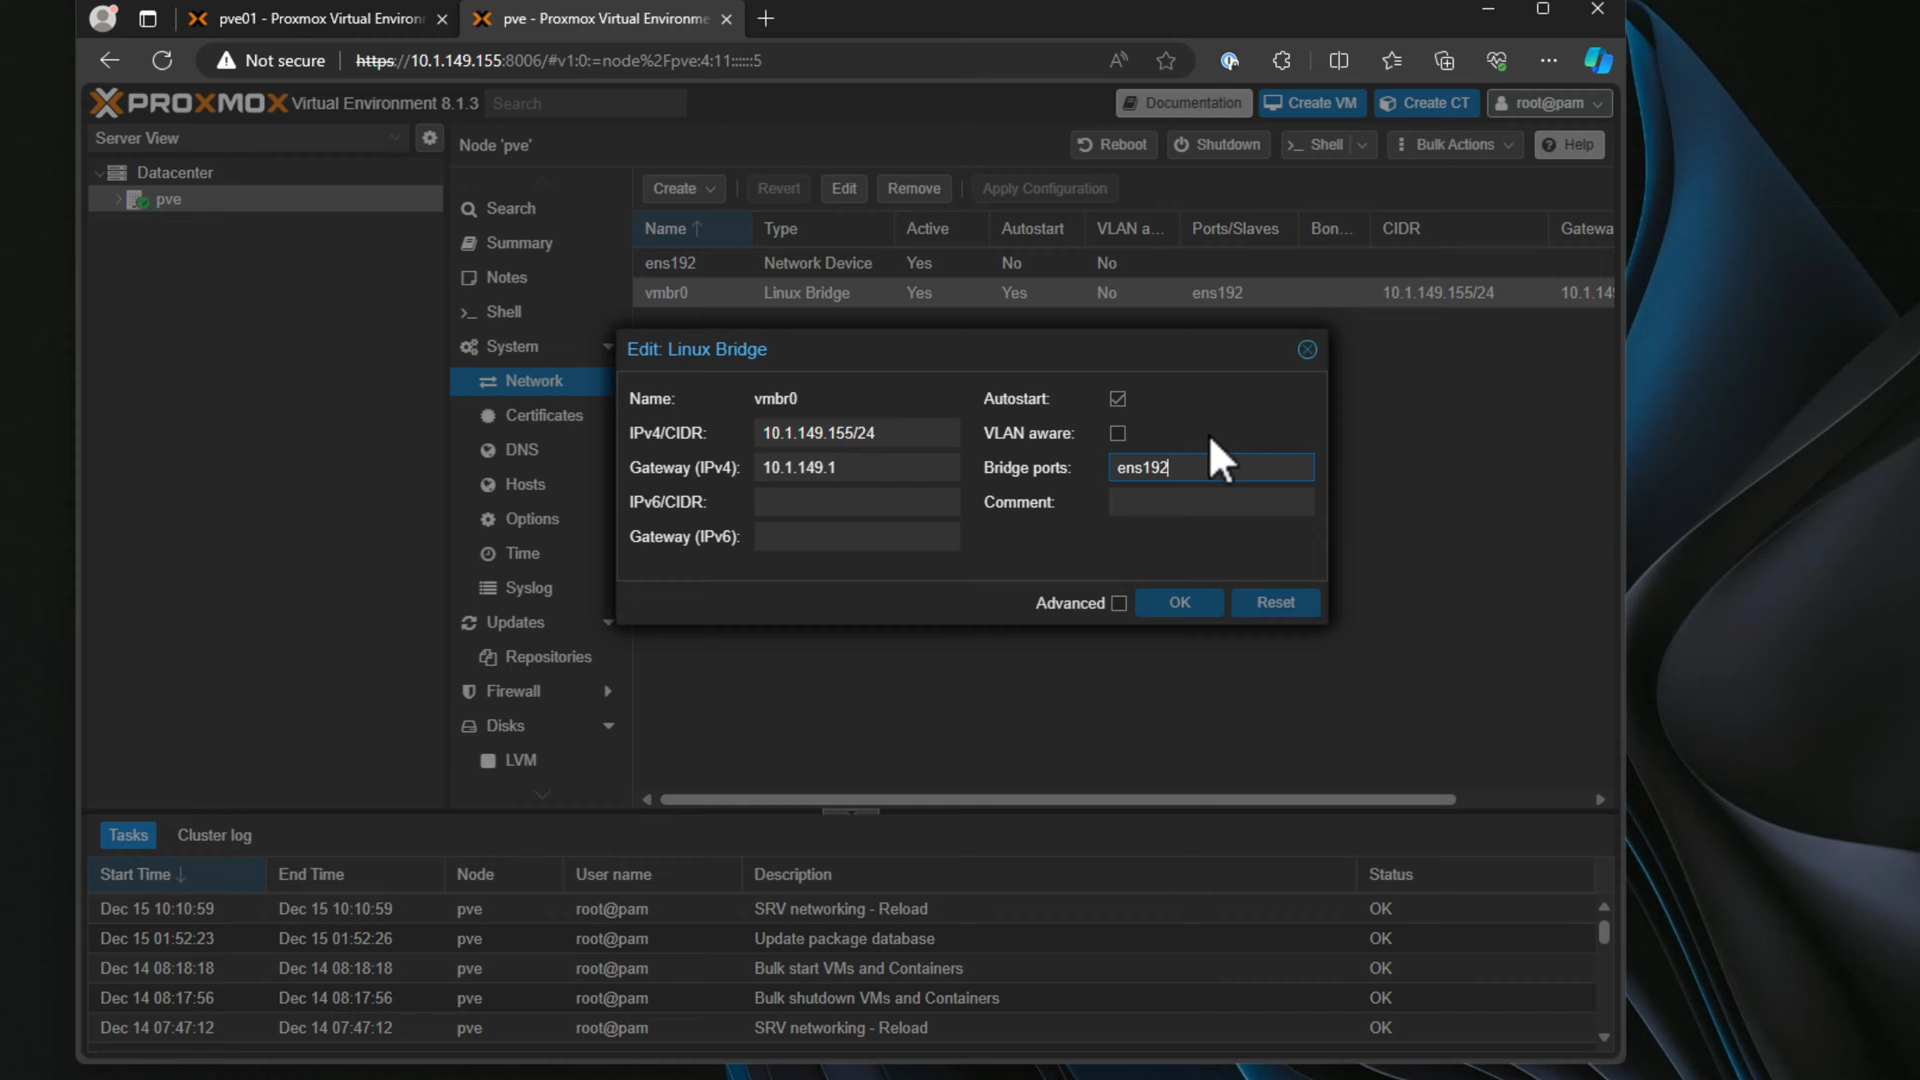 pve01 - Proxmox Virtual Environ
pve - Proxmox Virtual Environme
Not secure
https://10.1.149.155:8006/#v1:0:=node%2Fpve:4:11::::::5
PROXMOX Virtual Environment 8.1.3
Search
Documentation
Create VM
Create CT
root@pam
Server View
Node 'pve'
Reboot
Shutdown
Shell
Bulk Actions
Help
Datacenter
pve
Search
Summary
Notes
Shell
System
Network
Certificates
DNS
Hosts
Options
Time
Syslog
Updates
Repositories
Firewall
Disks
LVM
Create
Revert
Edit
Remove
Apply Configuration
Name Type Active Autostart VLAN a... Ports/Slaves Bon... CIDR Gatewa
ens192 Network Device Yes No No
vmbr0 Linux Bridge Yes Yes No ens192 10.1.149.155/24 10.1.14
Edit: Linux Bridge
Name: vmbr0 Autostart:
IPv4/CIDR: 10.1.149.155/24 VLAN aware:
Gateway (IPv4): 10.1.149.1 Bridge ports: ens192
IPv6/CIDR: Comment:
Gateway (IPv6):
Advanced OK Reset
Tasks Cluster log
Start Time End Time Node User name Description Status
Dec 15 10:10:59 Dec 15 10:10:59 pve root@pam SRV networking - Reload OK
Dec 15 01:52:23 Dec 15 01:52:26 pve root@pam Update package database OK
Dec 14 08:18:18 Dec 14 08:18:18 pve root@pam Bulk start VMs and Containers OK
Dec 14 08:17:56 Dec 14 08:17:56 pve root@pam Bulk shutdown VMs and Containers OK
Dec 14 07:47:12 Dec 14 07:47:12 pve root@pam SRV networking - Reload OK